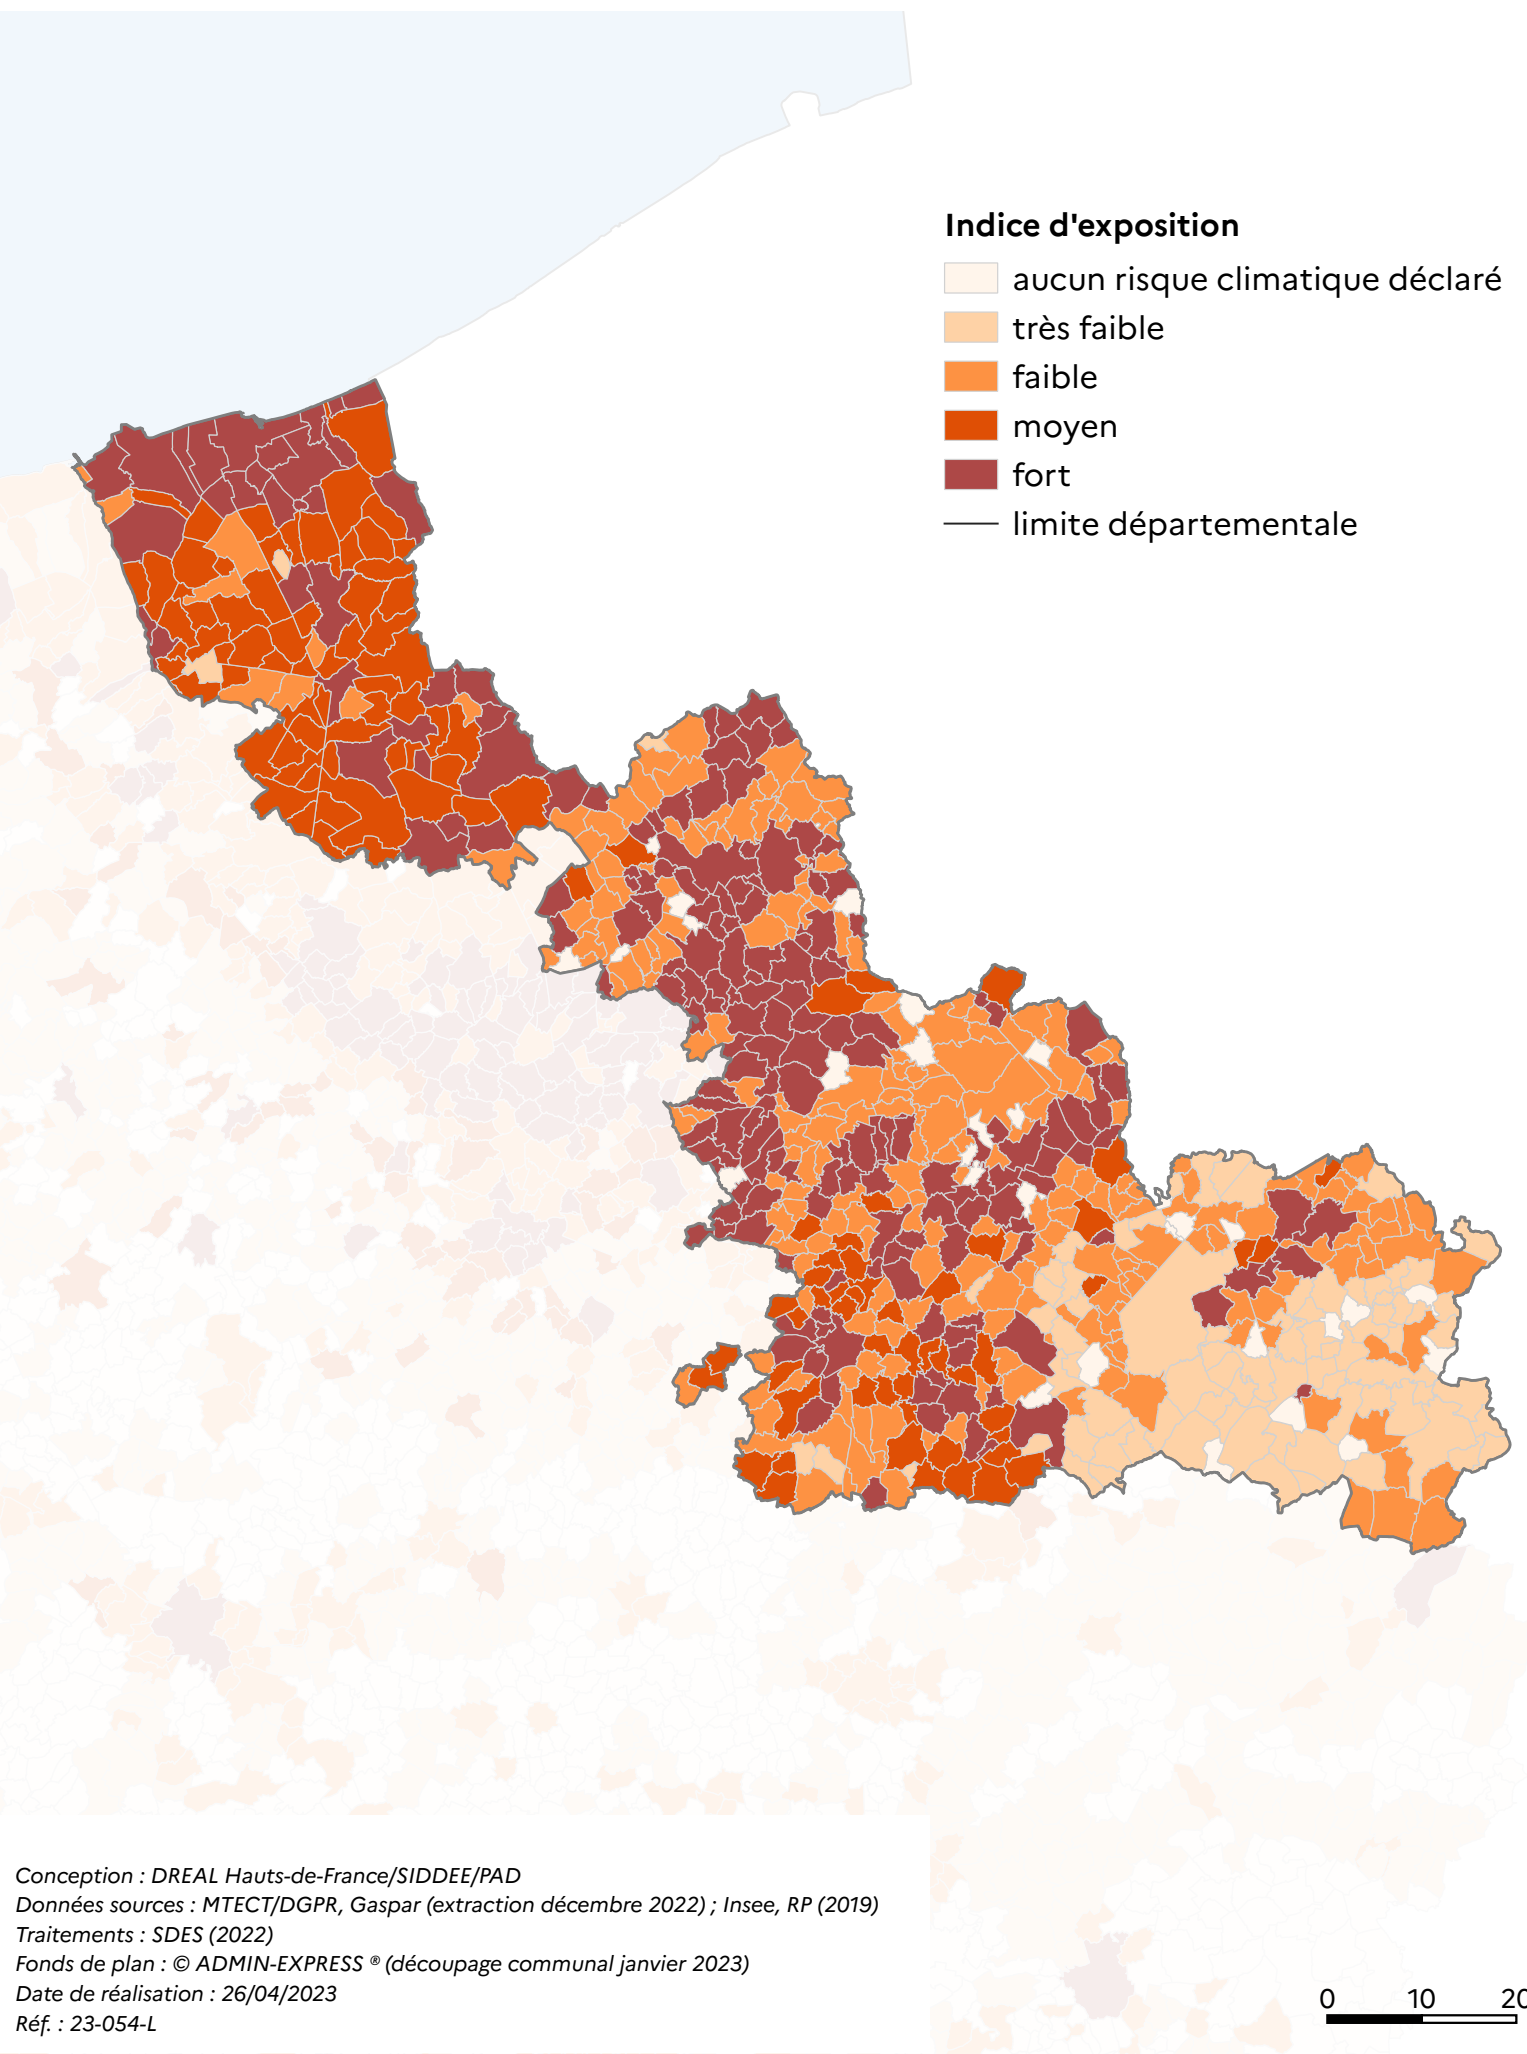 Indice d'exposition
aucun risque climatique déclaré
très faible
faible
moyen
fort
limite départementale
Conception : DREAL Hauts-de-France/SIDDEE/PAD
Données sources : MTECT/DGPR, Gaspar (extraction décembre 2022) ; Insee, RP (2019)
Traitements : SDES (2022)
Fonds de plan : © ADMIN-EXPRESS ® (découpage communal janvier 2023)
Date de réalisation : 26/04/2023
Réf. : 23-054-L
0 10 20